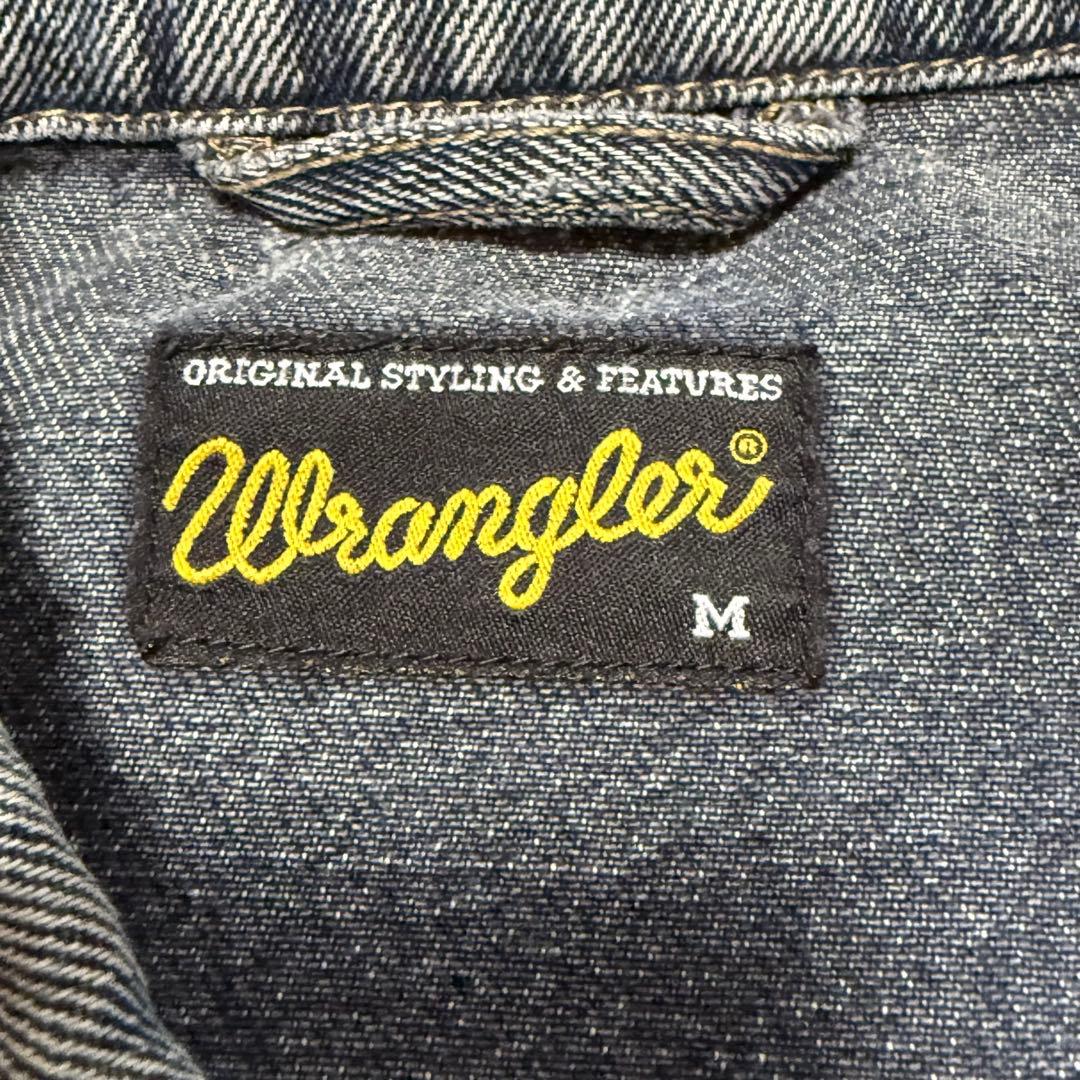 ORIGINAL STYLING & FEATURES
Wrangler®
M